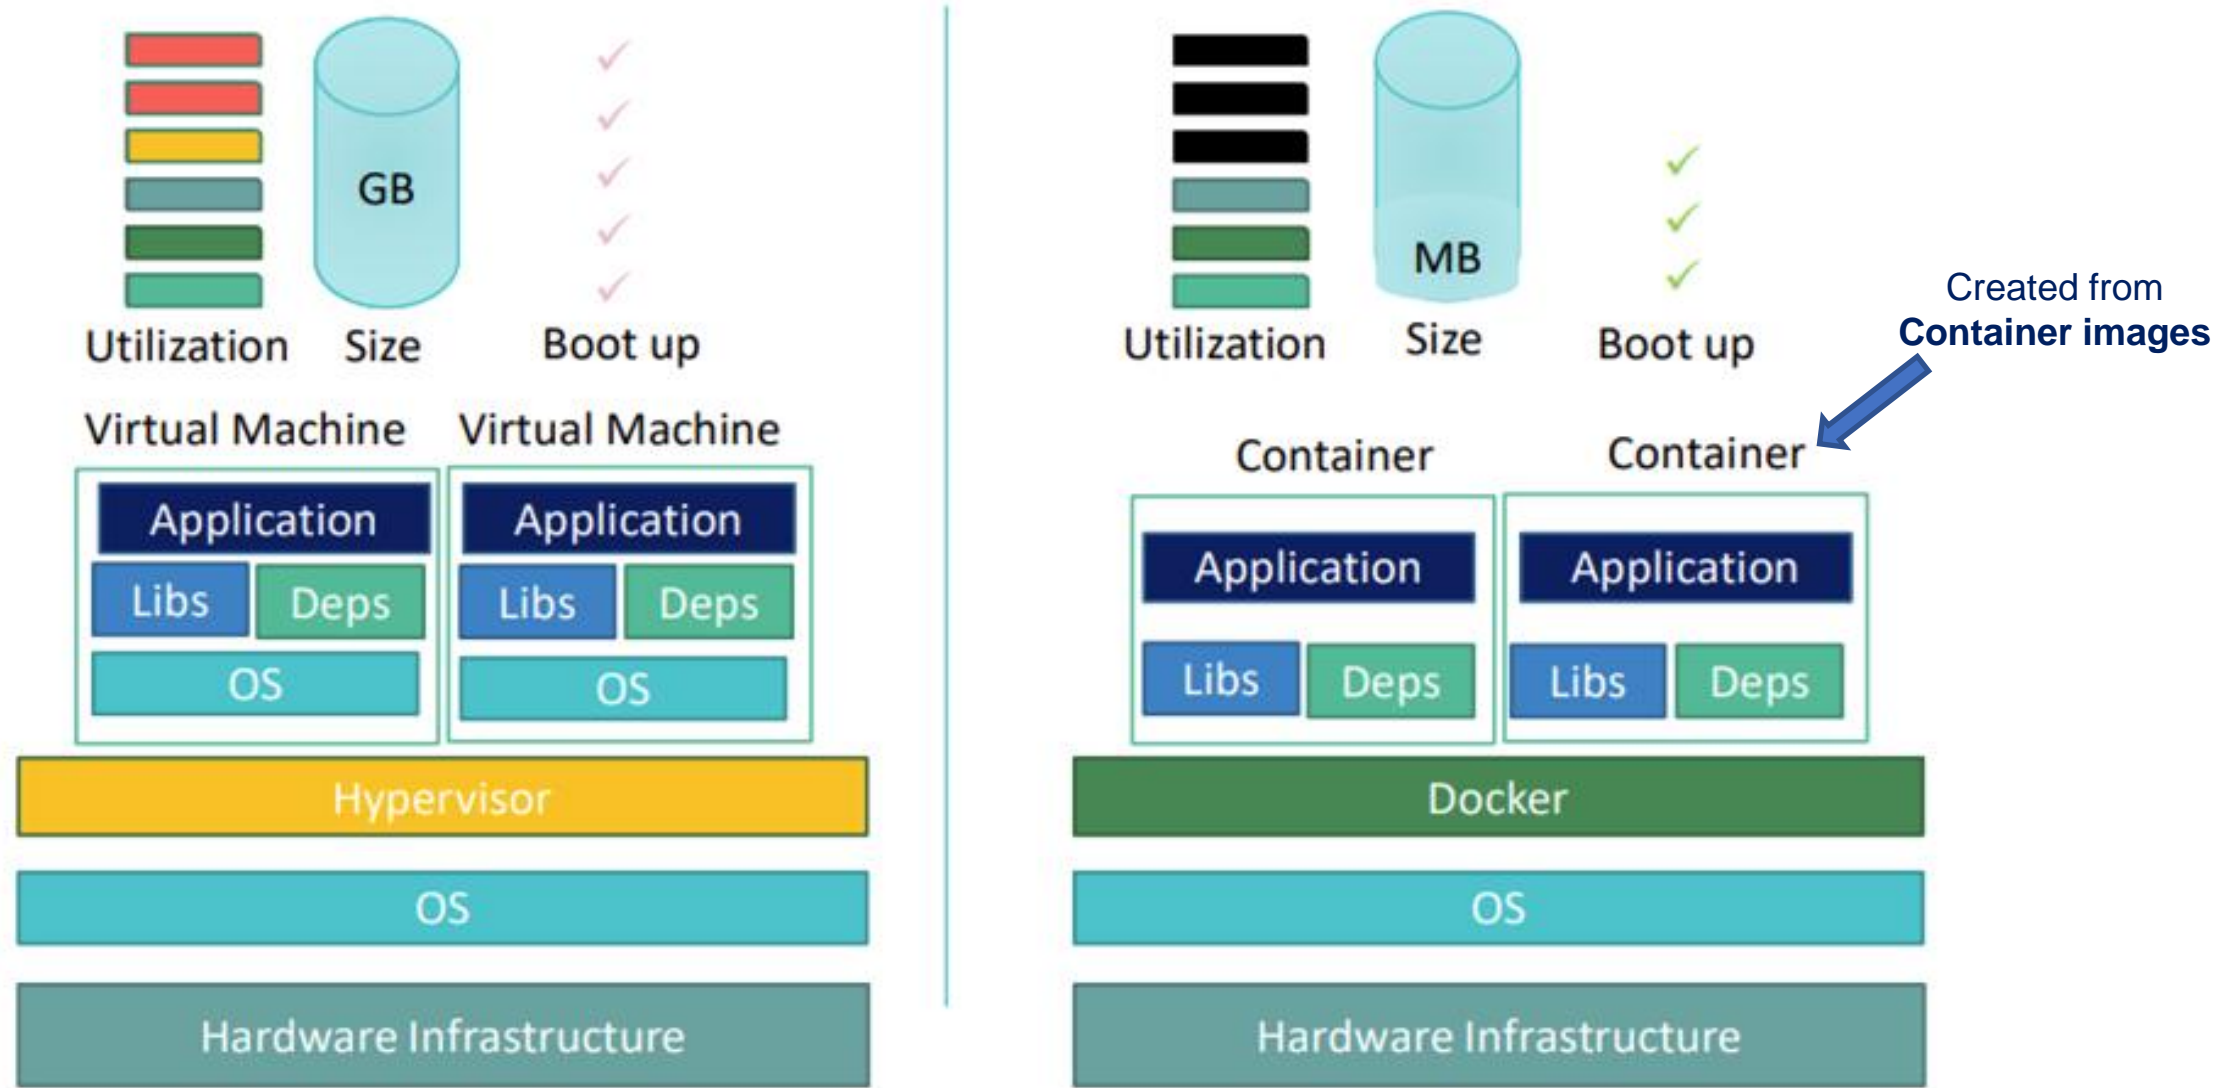 GB
Utilization Size Boot up
Virtual Machine Virtual Machine
Application Application
Libs Deps Libs Deps
OS OS
Hypervisor
OS
Hardware Infrastructure
MB
Utilization Size Boot up
Created from
Container images
Container Container
Application Application
Libs Deps Libs Deps
Docker
OS
Hardware Infrastructure